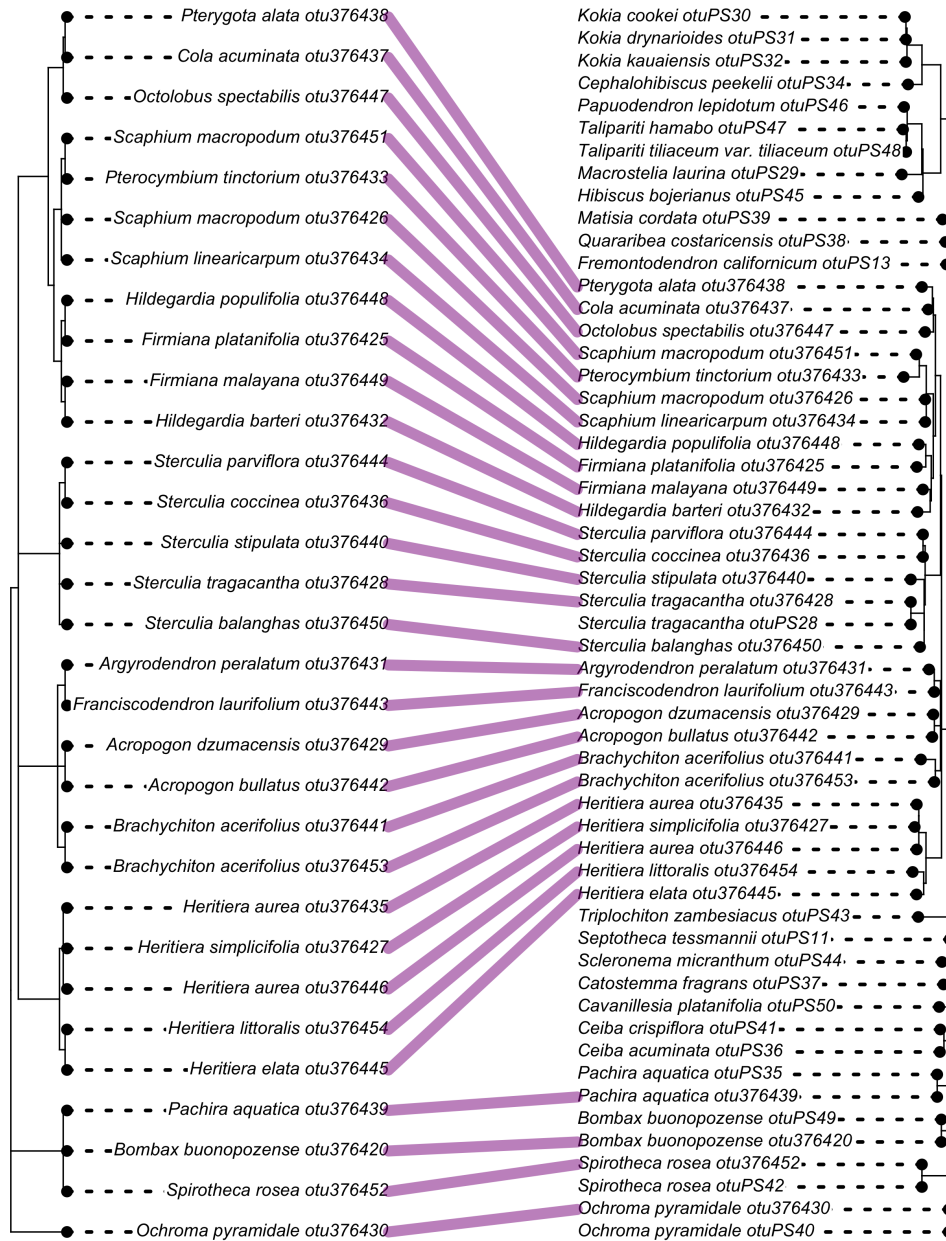 Pterygota alata otu376438
Cola acuminata otu376437
Octolobus spectabilis otu376447
Scaphium macropodum otu376451
Pterocymbium tinctorium otu376433
Scaphium macropodum otu376426
Scaphium linearicarpum otu376434
Hildegardia populifolia otu376448
Firmiana platanifolia otu376425
Firmiana malayana otu376449
Hildegardia barteri otu376432
Sterculia parviflora otu376444
Sterculia coccinea otu376436
Sterculia stipulata otu376440
Sterculia tragacantha otu376428
Sterculia balanghas otu376450
Argyrodendron peralatum otu376431
Franciscodendron laurifolium otu376443
Acropogon dzumacensis otu376429
Acropogon bullatus otu376442
Brachychiton acerifolius otu376441
Brachychiton acerifolius otu376453
Heritiera aurea otu376435
Heritiera simplicifolia otu376427
Heritiera aurea otu376446
Heritiera littoralis otu376454
Heritiera elata otu376445
Pachira aquatica otu376439
Bombax buonopozense otu376420
Spirotheca rosea otu376452
Ochroma pyramidale otu376430
Kokia cookei otuPS30
Kokia drynarioides otuPS31
Kokia kauaiensis otuPS32
Cephalohibiscus peekelii otuPS34
Papuodendron lepidotum otuPS46
Talipariti hamabo otuPS47
Talipariti tiliaceum var. tiliaceum otuPS48
Macrostelia laurina otuPS29
Hibiscus bojerianus otuPS45
Matisia cordata otuPS39
Quararibea costaricensis otuPS38
Fremontodendron californicum otuPS13
Pterygota alata otu376438
Cola acuminata otu376437
Octolobus spectabilis otu376447
Scaphium macropodum otu376451
Pterocymbium tinctorium otu376433
Scaphium macropodum otu376426
Scaphium linearicarpum otu376434
Hildegardia populifolia otu376448
Firmiana platanifolia otu376425
Firmiana malayana otu376449
Hildegardia barteri otu376432
Sterculia parviflora otu376444
Sterculia coccinea otu376436
Sterculia stipulata otu376440
Sterculia tragacantha otu376428
Sterculia tragacantha otuPS28
Sterculia balanghas otu376450
Argyrodendron peralatum otu376431
Franciscodendron laurifolium otu376443
Acropogon dzumacensis otu376429
Acropogon bullatus otu376442
Brachychiton acerifolius otu376441
Brachychiton acerifolius otu376453
Heritiera aurea otu376435
Heritiera simplicifolia otu376427
Heritiera aurea otu376446
Heritiera littoralis otu376454
Heritiera elata otu376445
Triplochiton zambesiacus otuPS43
Septotheca tessmannii otuPS11
Scleronema micranthum otuPS44
Catostemma fragrans otuPS37
Cavanillesia platanifolia otuPS50
Ceiba crispiflora otuPS41
Ceiba acuminata otuPS36
Pachira aquatica otuPS35
Pachira aquatica otu376439
Bombax buonopozense otuPS49
Bombax buonopozense otu376420
Spirotheca rosea otu376452
Spirotheca rosea otuPS42
Ochroma pyramidale otu376430
Ochroma pyramidale otuPS40